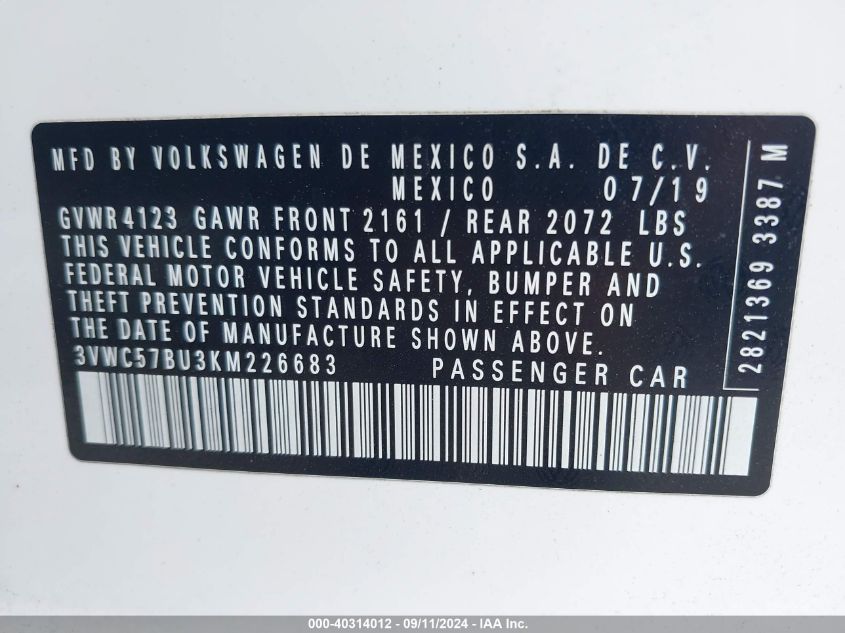 MFD BY VOLKSWAGEN DE MEXICO S.A. DE C.V.
MEXICO 07/19
GVWR 4123 GAWR FRONT 2161 / REAR 2072 LBS
THIS VEHICLE CONFORMS TO ALL APPLICABLE U.S.
FEDERAL MOTOR VEHICLE SAFETY, BUMPER AND
THEFT PREVENTION STANDARDS IN EFFECT ON
THE DATE OF MANUFACTURE SHOWN ABOVE.
3VWC57BU3KM226683 PASSENGER CAR
2821369 3387 M
000-40314012 - 09/11/2024 - IAA Inc.